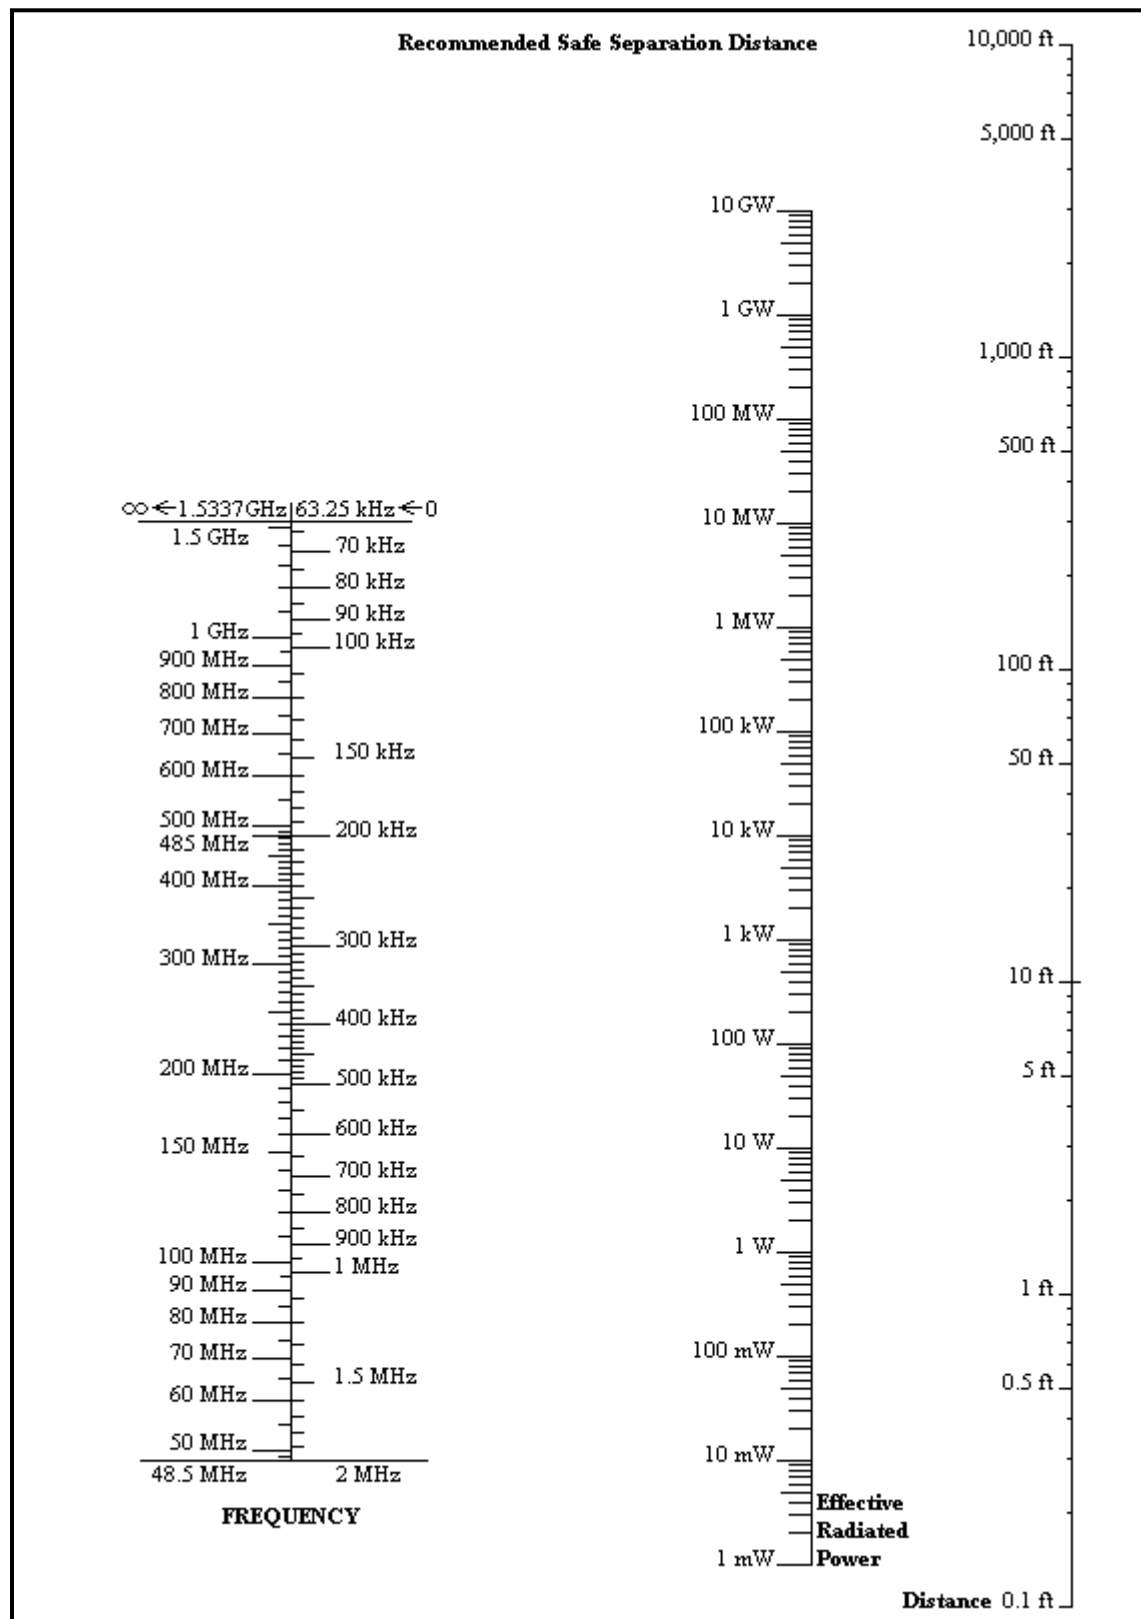 Recommended Safe Separation Distance
10,000 ft
5,000 ft
1,000 ft
500 ft
100 ft
50 ft
10 ft
5 ft
1 ft
0.5 ft
Distance 0.1 ft
10 GW
1 GW
100 MW
10 MW
1 MW
100 kW
10 kW
1 kW
100 W
10 W
1 W
100 mW
10 mW
1 mW
Effective
Radiated
Power
∞←1.5337GHz
1.5 GHz
1 GHz
900 MHz
800 MHz
700 MHz
600 MHz
500 MHz
485 MHz
400 MHz
300 MHz
200 MHz
150 MHz
100 MHz
90 MHz
80 MHz
70 MHz
60 MHz
50 MHz
48.5 MHz
63.25 kHz←0
70 kHz
80 kHz
90 kHz
100 kHz
150 kHz
200 kHz
300 kHz
400 kHz
500 kHz
600 kHz
700 kHz
800 kHz
900 kHz
1 MHz
1.5 MHz
2 MHz
FREQUENCY